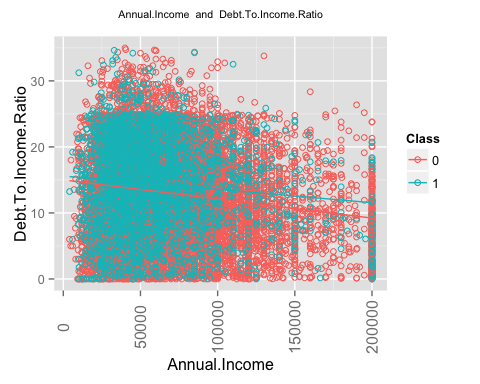 Annual.Income and Debt.To.Income.Ratio
Debt.To.Income.Ratio
30
20
10
0
0
50000
100000
150000
200000
Annual.Income
Class
0
1